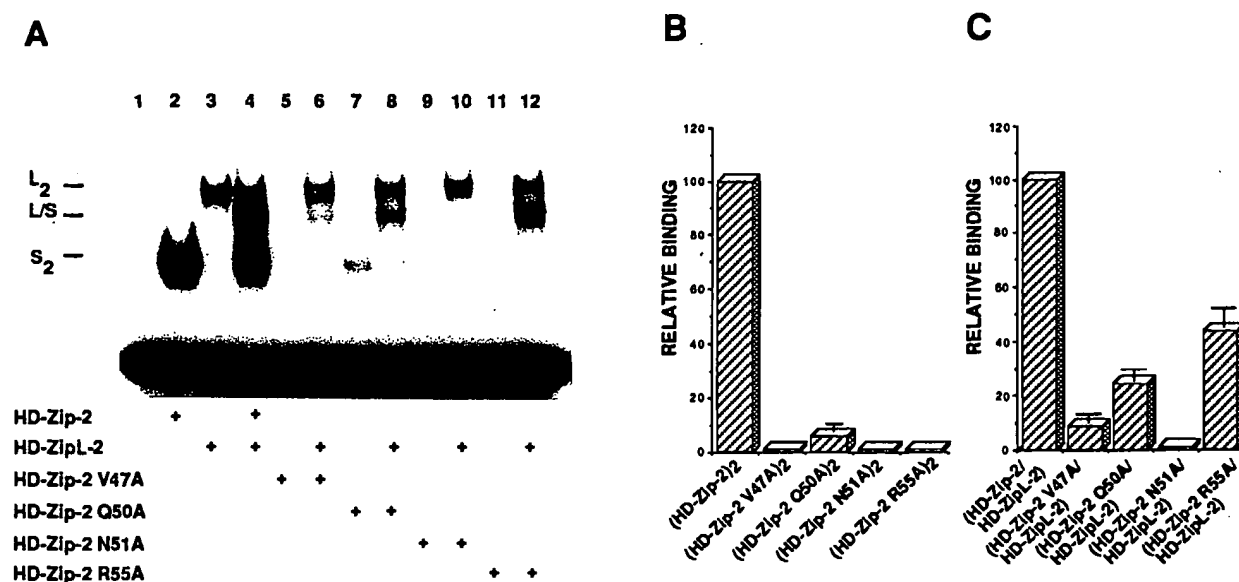 A
B
C
1 2 3 4 5 6 7 8 9 10 11 12
L2
L/S
S2
HD-Zip-2 + +
HD-ZipL-2 + + + + + +
HD-Zip-2 V47A + +
HD-Zip-2 Q50A + +
HD-Zip-2 N51A + +
HD-Zip-2 R55A + +
RELATIVE BINDING
120
100
80
60
40
20
0
(HD-Zip-2)2
(HD-Zip-2 V47A)2
(HD-Zip-2 Q50A)2
(HD-Zip-2 N51A)2
(HD-Zip-2 R55A)2
RELATIVE BINDING
120
100
80
60
40
20
0
(HD-Zip-2/
HD-ZipL-2)
(HD-Zip-2 V47A/
HD-ZipL-2)
(HD-Zip-2 Q50A/
HD-ZipL-2)
(HD-Zip-2 N51A/
HD-ZipL-2)
(HD-Zip-2 R55A/
HD-ZipL-2)